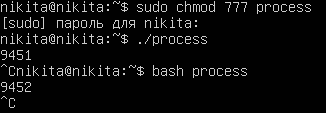 nikita@nikita:~$ sudo chmod 777 process
[sudo] пароль для nikita:
nikita@nikita:~$ ./process
9451
^Cnikita@nikita:~$ bash process
9452
^C